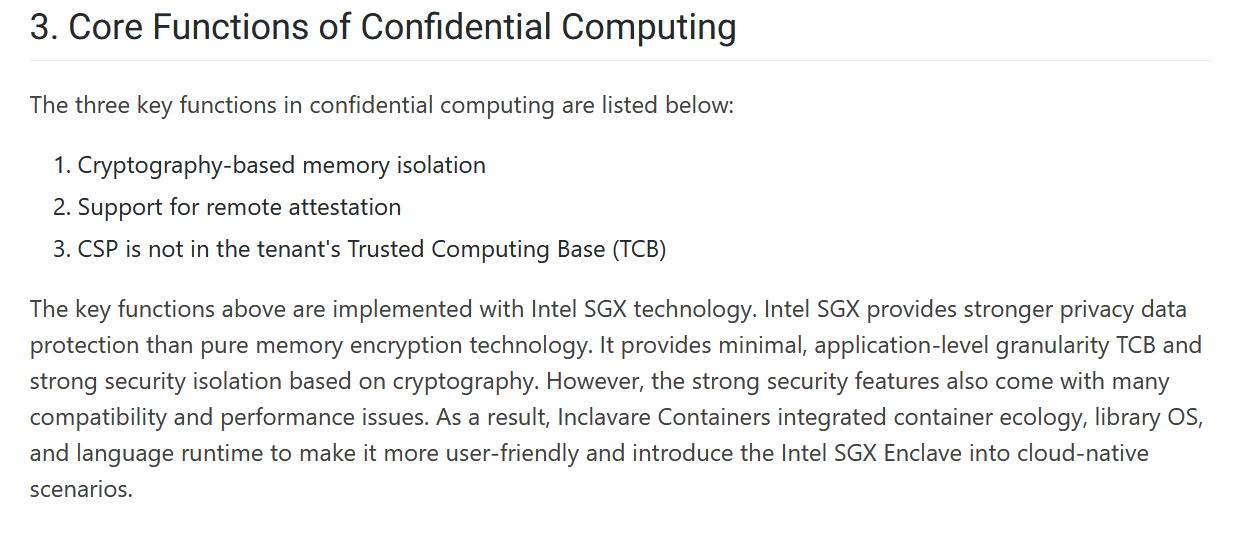 3. Core Functions of Confidential Computing
The three key functions in confidential computing are listed below:
1. Cryptography-based memory isolation
2. Support for remote attestation
3. CSP is not in the tenant's Trusted Computing Base (TCB)
The key functions above are implemented with Intel SGX technology. Intel SGX provides stronger privacy data
protection than pure memory encryption technology. It provides minimal, application-level granularity TCB and
strong security isolation based on cryptography. However, the strong security features also come with many
compatibility and performance issues. As a result, Inclavare Containers integrated container ecology, library OS,
and language runtime to make it more user-friendly and introduce the Intel SGX Enclave into cloud-native
scenarios.